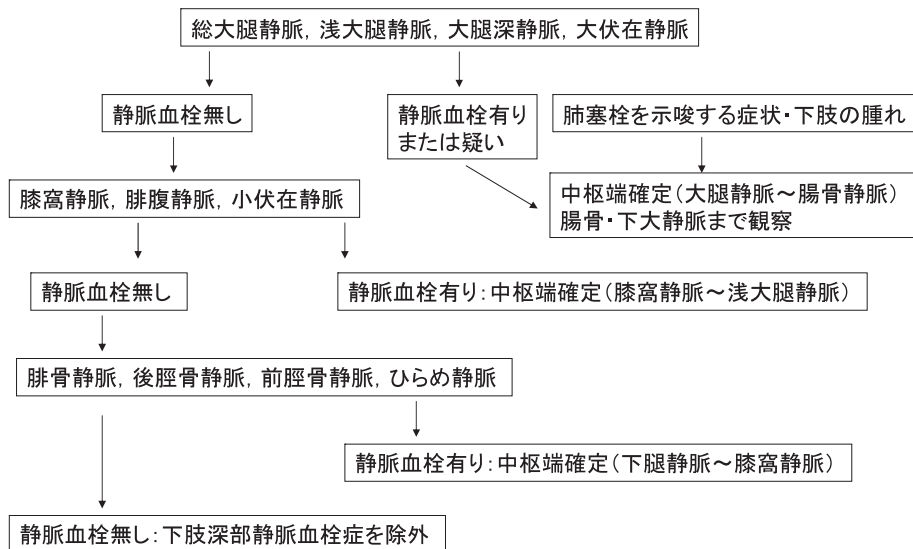 総大腿静脈, 浅大腿静脈, 大腿深静脈, 大伏在静脈
静脈血栓無し
静脈血栓有り
または疑い
肺塞栓を示唆する症状・下肢の腫れ
膝窩静脈, 腓腹静脈, 小伏在静脈
中枢端確定(大腿静脈～腸骨静脈)
腸骨・下大静脈まで観察
静脈血栓無し
静脈血栓有り:中枢端確定(膝窩静脈～浅大腿静脈)
腓骨静脈, 後脛骨静脈, 前脛骨静脈, ひらめ静脈
静脈血栓有り:中枢端確定(下腿静脈～膝窩静脈)
静脈血栓無し:下肢深部静脈血栓症を除外